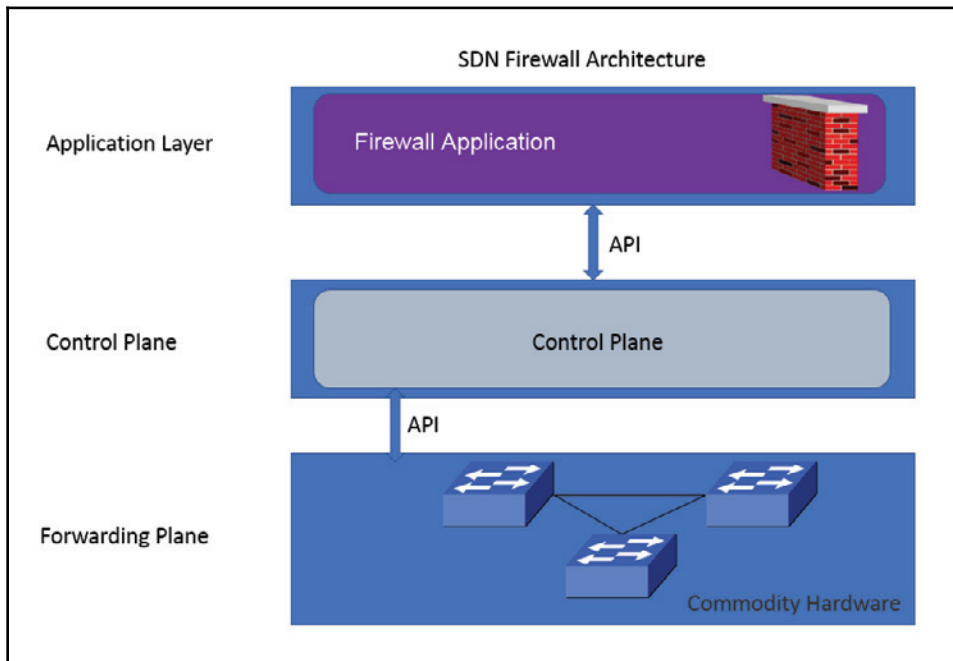 SDN Firewall Architecture
Application Layer
Firewall Application
API
Control Plane
Control Plane
API
Forwarding Plane
Commodity Hardware